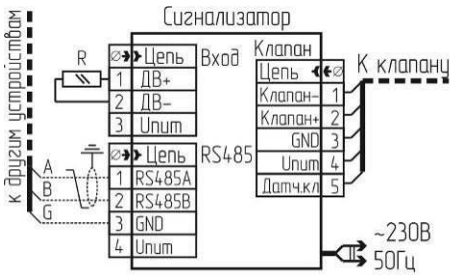 Сигнализатор
к другим устройствам
R
Цепь
Вход
1 ДВ+
2 ДВ–
3 Uпит
Цепь
RS485
1 RS485A
2 RS485B
3 GND
4 Uпит
A
B
G
Клапан
Цепь
Клапан– 1
Клапан+ 2
GND 3
Uпит 4
Датч.кл 5
К клапану
~230В
50Гц